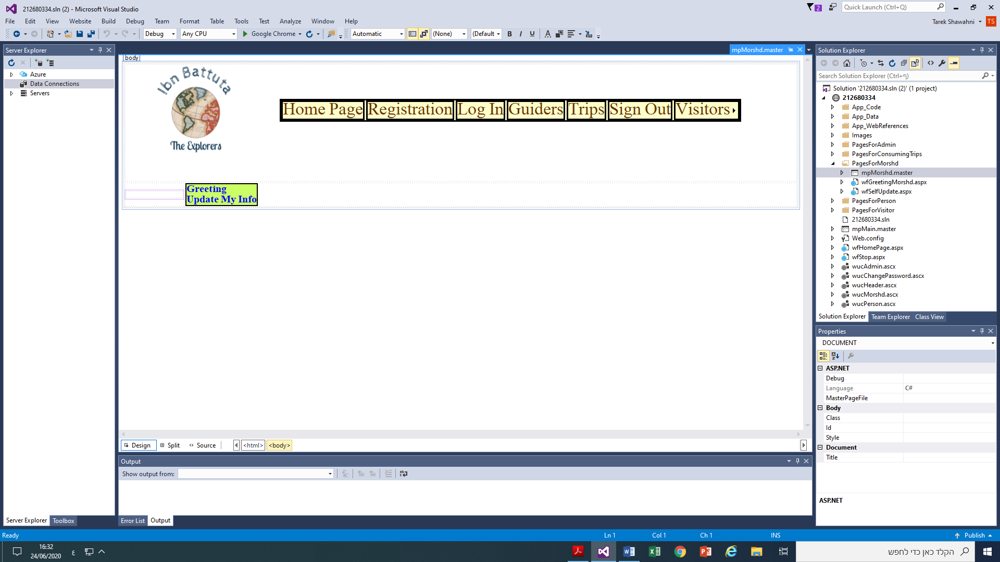 212680334.sln (2) - Microsoft Visual Studio
2
Quick Launch (Ctrl+Q)
File Edit View Website Build Debug Team Format Table Tools Test Analyze Window Help
Tarek Shawahni
TS
Debug Any CPU Google Chrome Automatic (None) (Default B I U A
Server Explorer
Azure
Data Connections
Servers
mpMorshd.master
body
Ibn Battuta
The Explorers
Home Page Registration Log In Guiders Trips Sign Out Visitors
Greeting
Update My Info
Design Split Source <html> <body>
Output
Show output from:
Server Explorer Toolbox
Error List Output
Solution Explorer
Search Solution Explorer (Ctrl+ף)
Solution '212680334.sln (2)' (1 project)
212680334
App_Code
App_Data
App_WebReferences
Images
PagesForAdmin
PagesForConsumingTrips
PagesForMorshd
mpMorshd.master
wfGreetingMorshd.aspx
wfSelfUpdate.aspx
PagesForPerson
PagesForVisitor
212680334.sln
mpMain.master
Web.config
wfHomePage.aspx
wfStop.aspx
wucAdmin.ascx
wucChangePassword.ascx
wucHeader.ascx
wucMorshd.ascx
wucPerson.ascx
Solution Explorer Team Explorer Class View
Properties
DOCUMENT
ASP.NET
Debug
Language C#
MasterPageFile
Body
Class
Id
Style
Document
Title
ASP.NET
Ready
Ln 1 Col 1 Ch 1 INS
Publish
16:32
24/06/2020
ع
הקלד כאן כדי לחפש